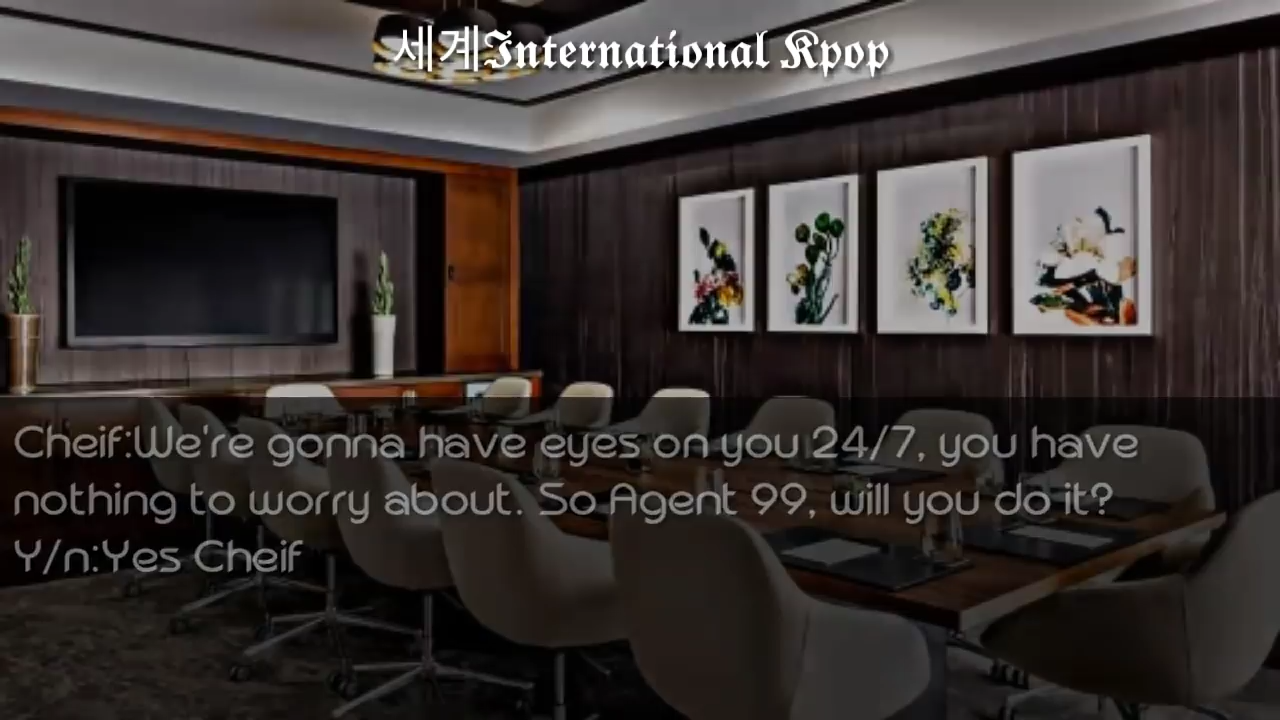 세계International Kpop
Cheif:We're gonna have eyes on you 24/7, you have
nothing to worry about. So Agent 99, will you do it?
Y/n:Yes Cheif